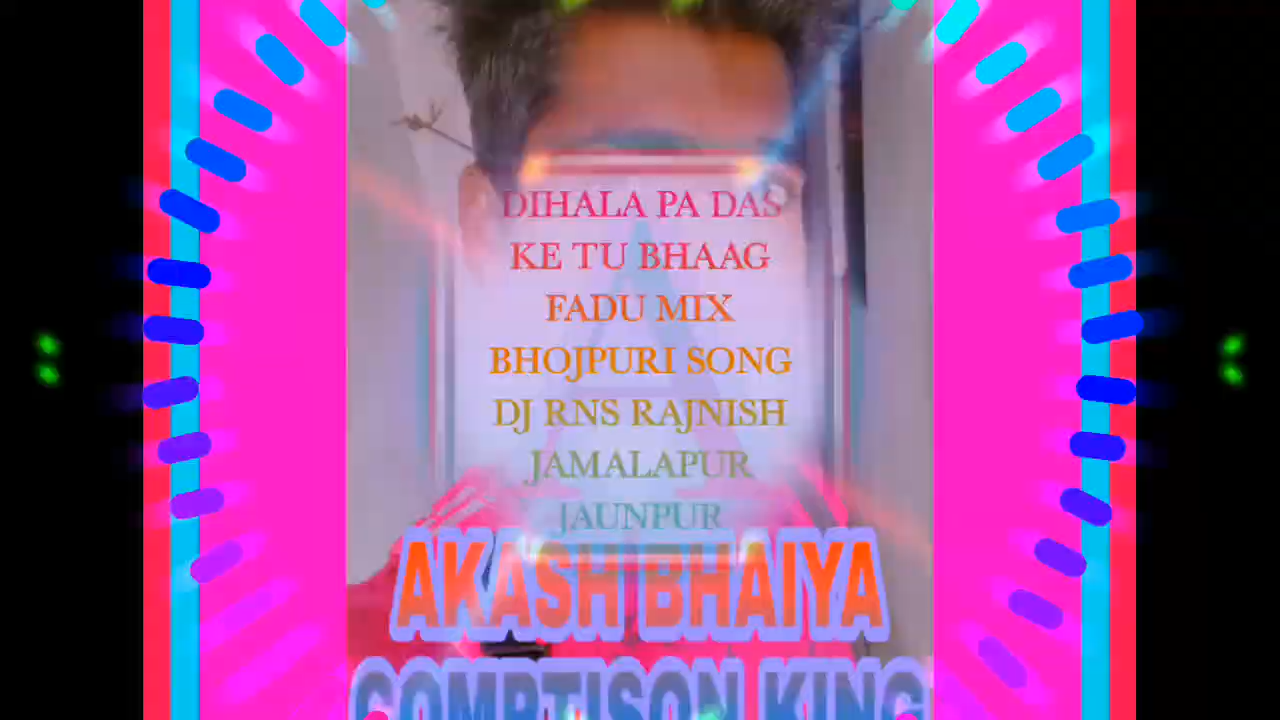 DIHALA PA DAS
KE TU BHAAG
FADU MIX
BHOJPURI SONG
DJ RNS RAJNISH
JAMALAPUR
JAUNPUR
AKASH BHAIYA
COMPTISON KING